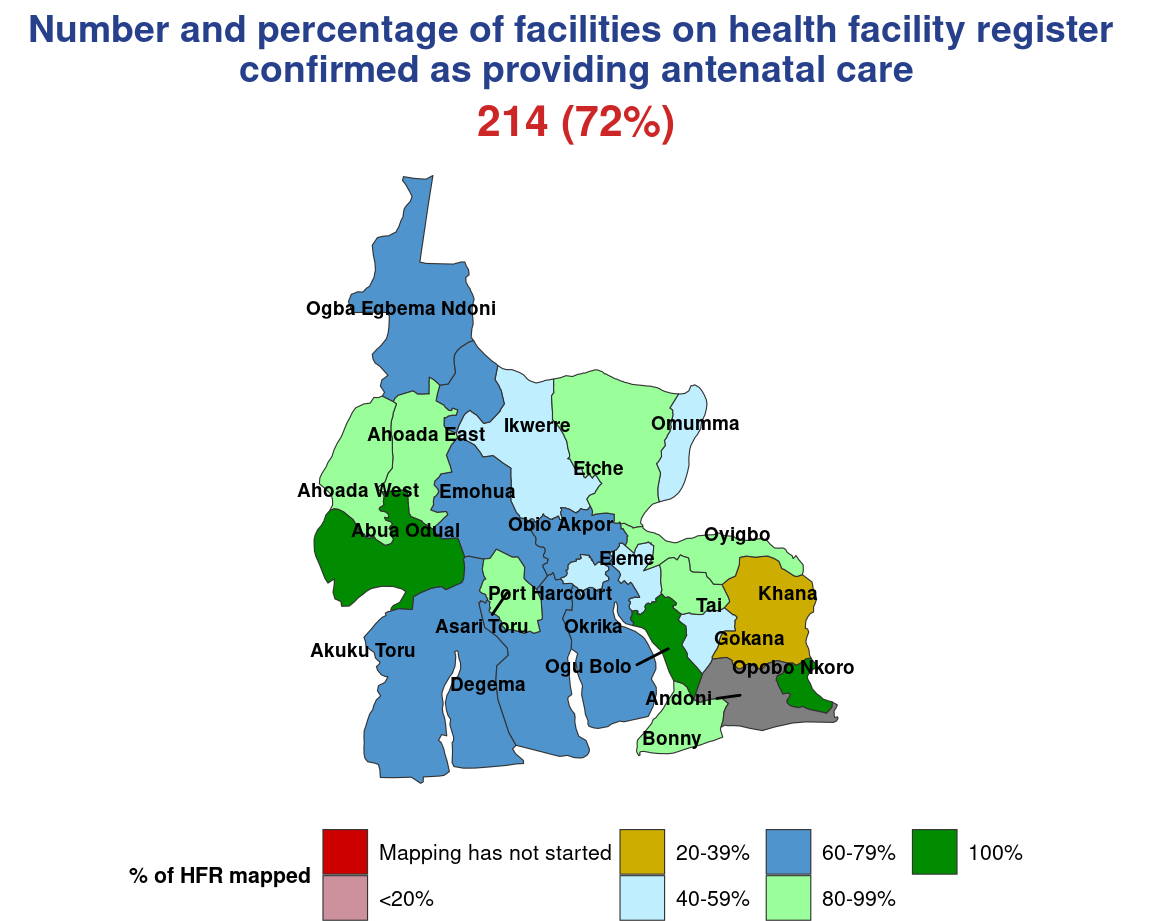 Number and percentage of facilities on health facility register
confirmed as providing antenatal care
214 (72%)
Ogba Egbema Ndoni
Ikwerre
Omumma
Ahoada East
Etche
Ahoada West
Emohua
Abua Odual
Obio Akpor
Oyigbo
Eleme
Port Harcourt
Khana
Tai
Asari Toru
Okrika
Gokana
Akuku Toru
Ogu Bolo
Opobo Nkoro
Degema
Andoni
Bonny
% of HFR mapped
Mapping has not started
<20%
20-39%
40-59%
60-79%
80-99%
100%